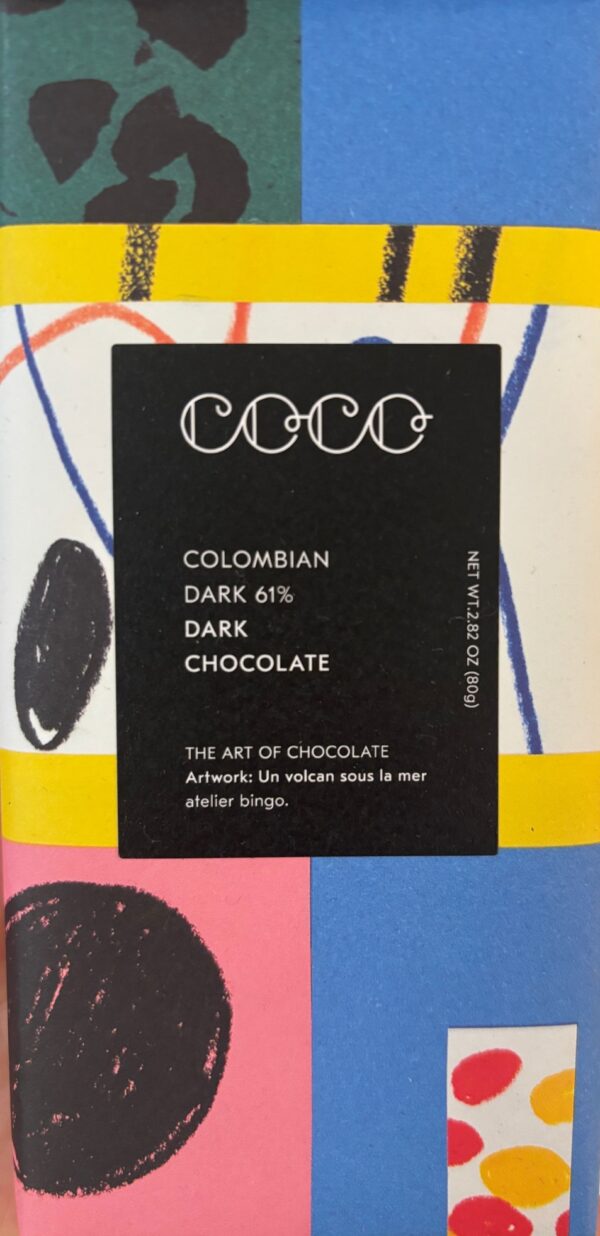 COCO
COLOMBIAN
DARK 61%
DARK
CHOCOLATE
NET WT.2.82 OZ (80g)
THE ART OF CHOCOLATE
Artwork: Un volcan sous la mer
atelier bingo.